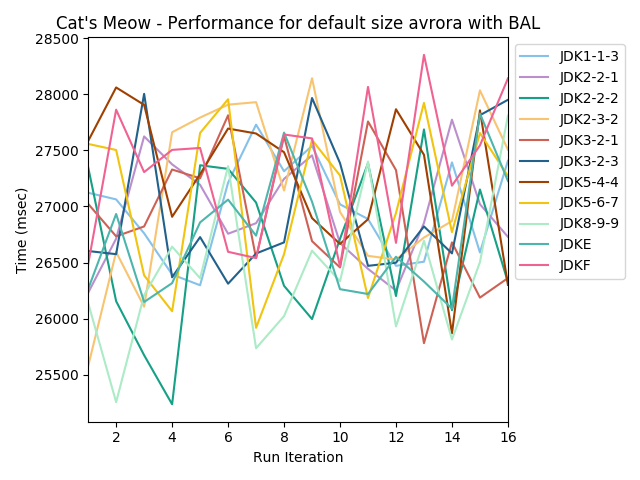 Cat's Meow - Performance for default size avrora with BAL
28500
28000
27500
27000
26500
26000
25500
Time (msec)
2
4
6
8
10
12
14
16
Run Iteration
JDK1-1-3
JDK2-2-1
JDK2-2-2
JDK2-3-2
JDK3-2-1
JDK3-2-3
JDK5-4-4
JDK5-6-7
JDK8-9-9
JDKE
JDKF